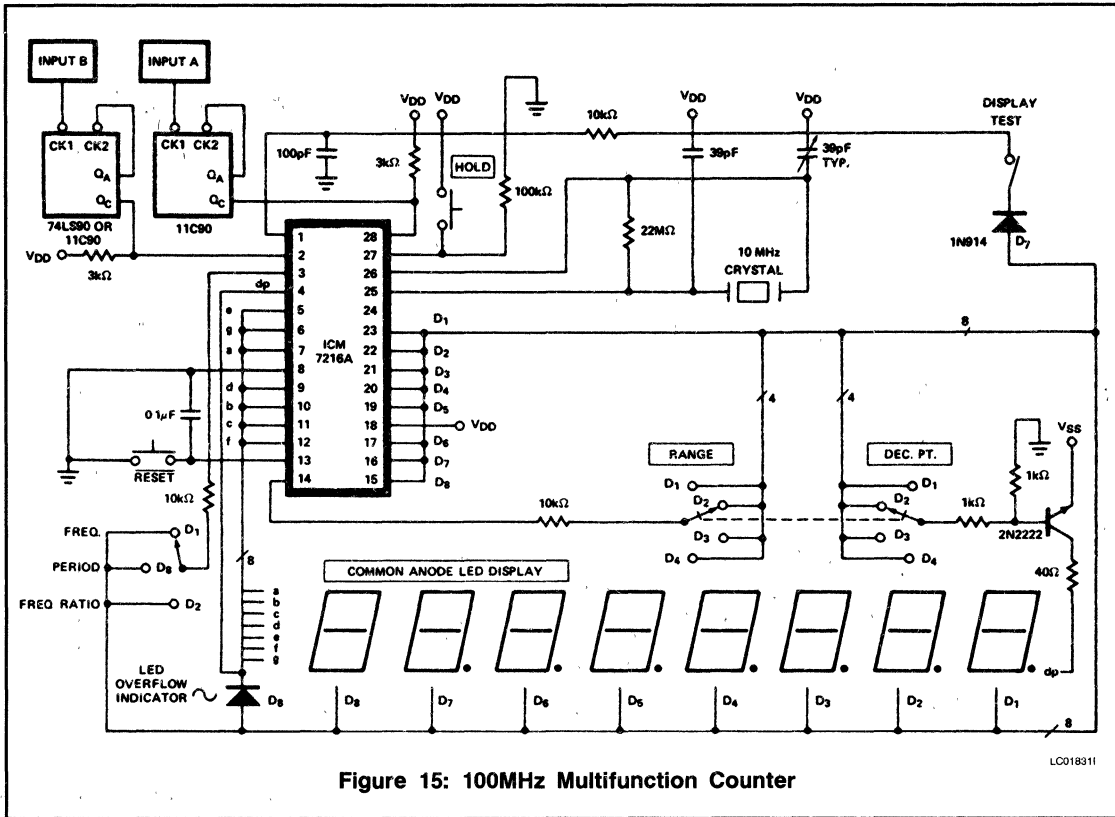 INPUT B
INPUT A
CK1 CK2
QA
QC
74LS90 OR
11C90
CK1 CK2
QA
QC
11C90
VDD
3kΩ
100pF
VDD
3kΩ
VDD
HOLD
100kΩ
10kΩ
VDD
39pF
VDD
39pF
TYP.
22MΩ
10 MHz
CRYSTAL
DISPLAY
TEST
1N914
D7
ICM
7216A
1 28
2 27
3 26
4 25
5 24
6 23
7 22
8 21
9 20
10 19
11 18
12 17
13 16
14 15
dp
e
g
a
d
b
c
f
D1
D2
D3
D4
D5
VDD
D6
D7
D8
8
4
4
0.1µF
RESET
10kΩ
FREQ.
D1
PERIOD
D8
FREQ RATIO
D2
8
a
b
c
d
e
f
g
LED
OVERFLOW
INDICATOR
D8
10kΩ
RANGE
D1
D2
D3
D4
DEC. PT.
D1
D2
D3
D4
1kΩ
1kΩ
VSS
2N2222
40Ω
dp
COMMON ANODE LED DISPLAY
D8 D7 D6 D5 D4 D3 D2 D1
8
LC01831I
Figure 15: 100MHz Multifunction Counter